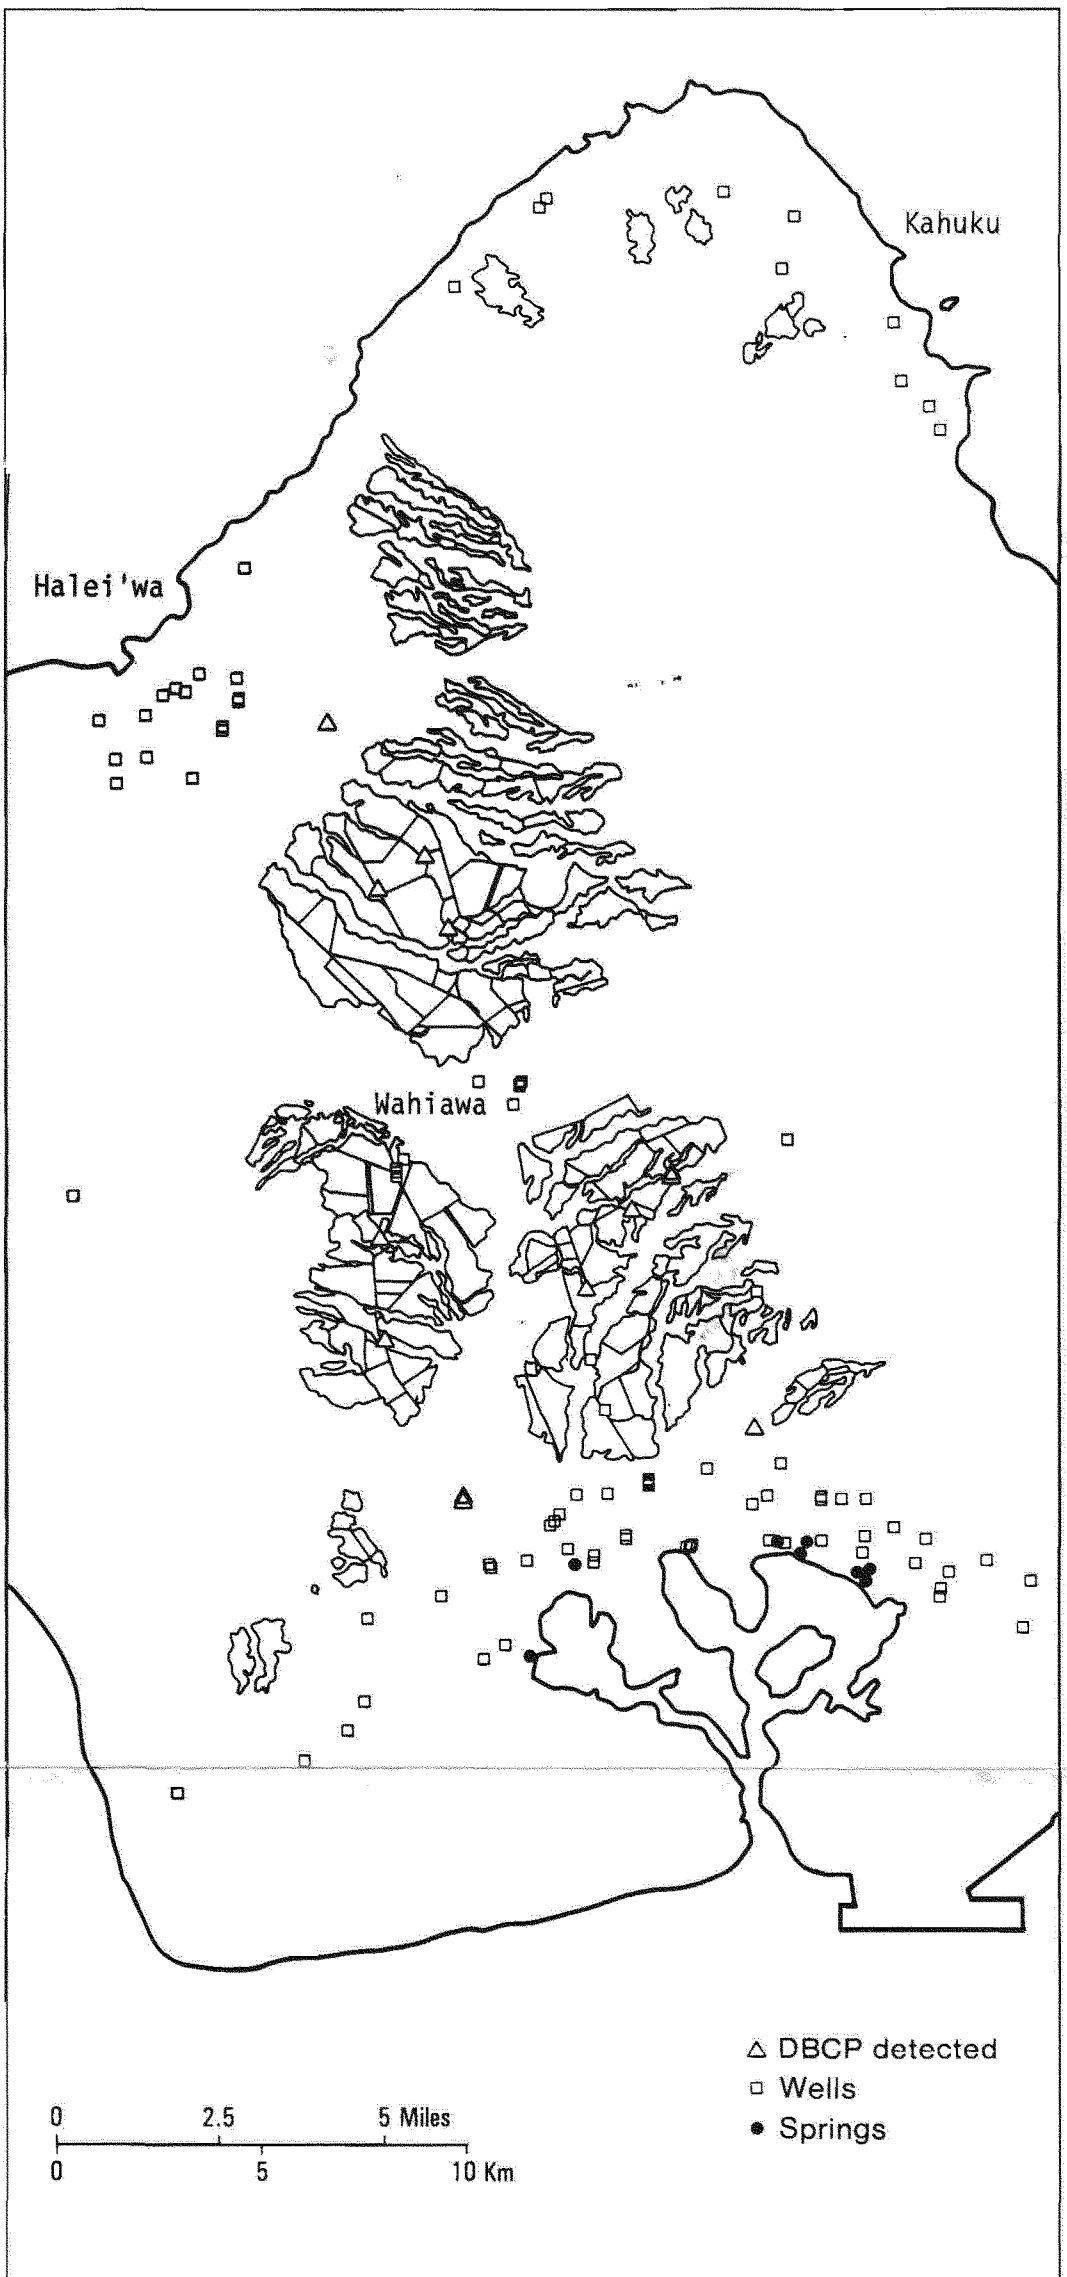 Kahuku
Halei'wa
Wahiawa
DBCP detected
Wells
Springs
0 2.5 5 Miles
0 5 10 Km